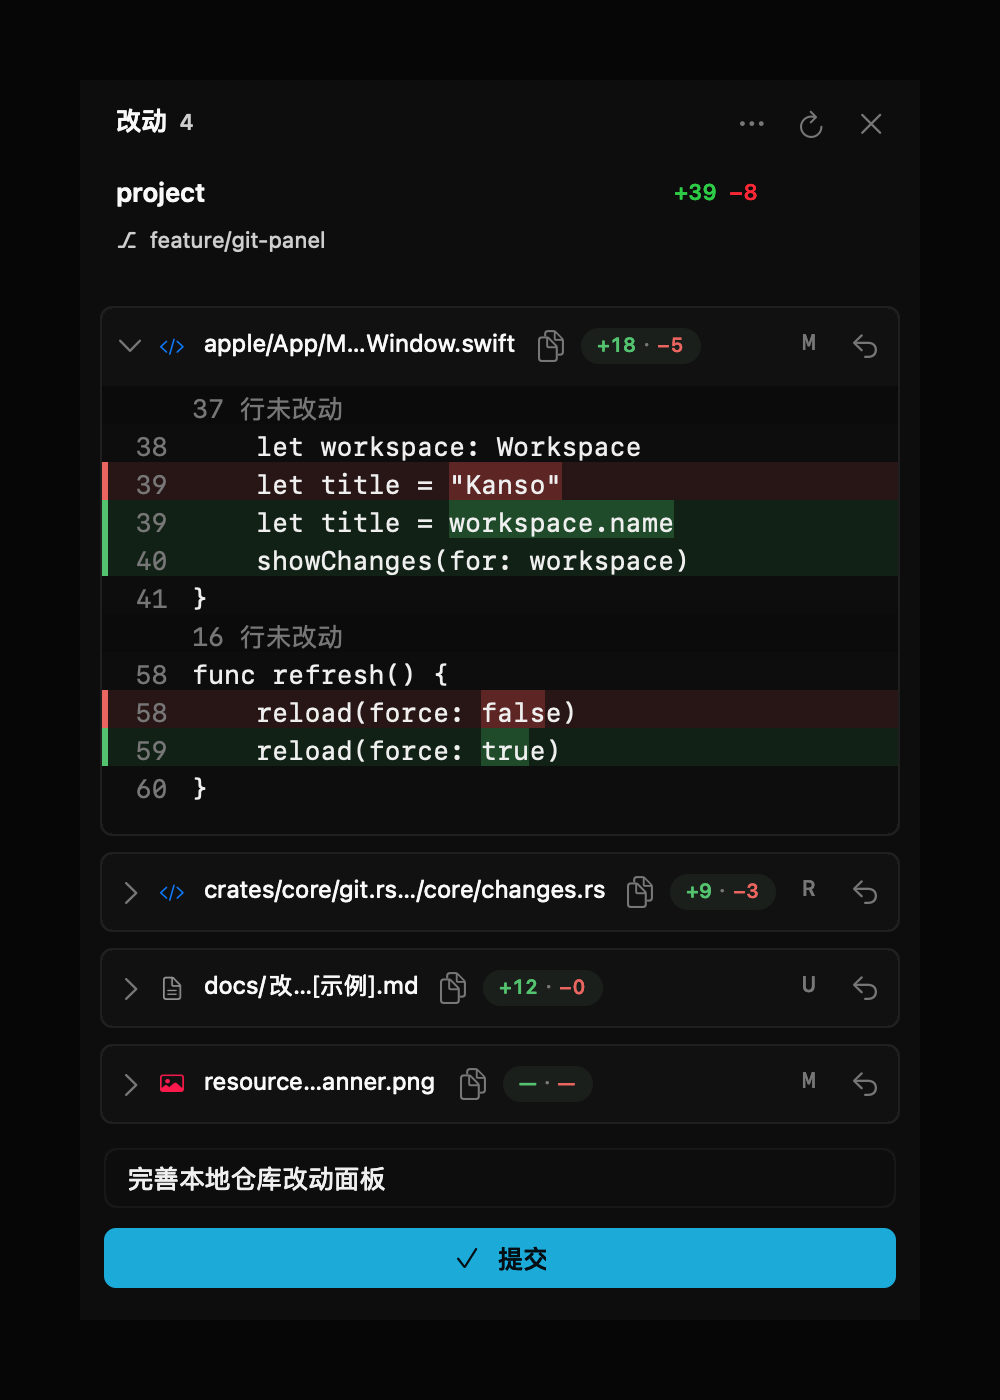 改动 4
project +39 −8
feature/git-panel
apple/App/M...Window.swift +18 · −5 M
37 行未改动
38 let workspace: Workspace
39 let title = "Kanso"
39 let title = workspace.name
40 showChanges(for: workspace)
41 }
16 行未改动
58 func refresh() {
58 reload(force: false)
59 reload(force: true)
60 }
crates/core/git.rs.../core/changes.rs +9 · −3 R
docs/改...[示例].md +12 · −0 U
resource...anner.png — · — M
完善本地仓库改动面板
提交